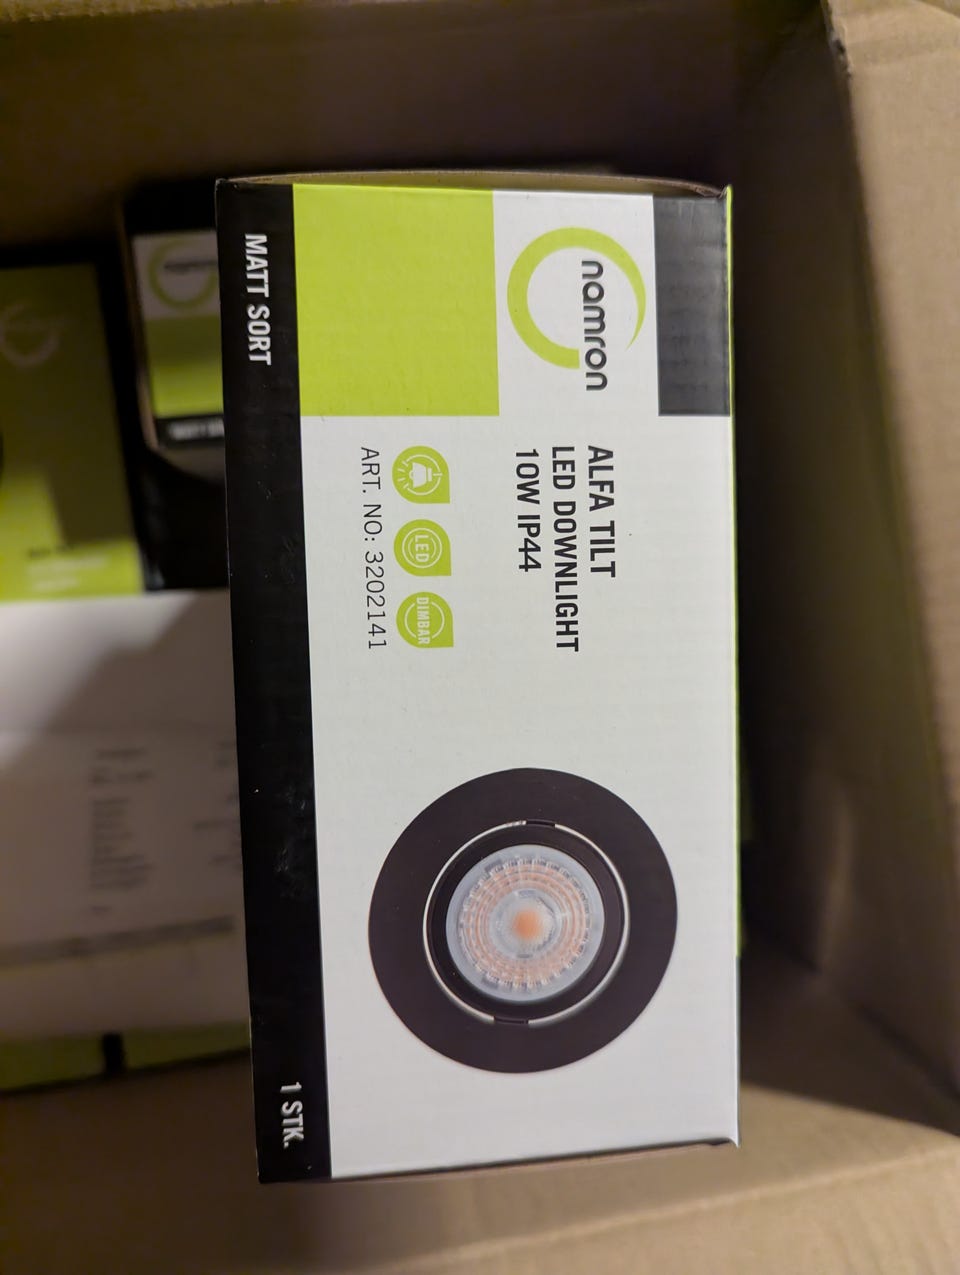 namron
ALFA TILT
LED DOWNLIGHT
10W IP44
LED
DIMBAR
ART. NO: 3202141
MATT SORT
1 STK.